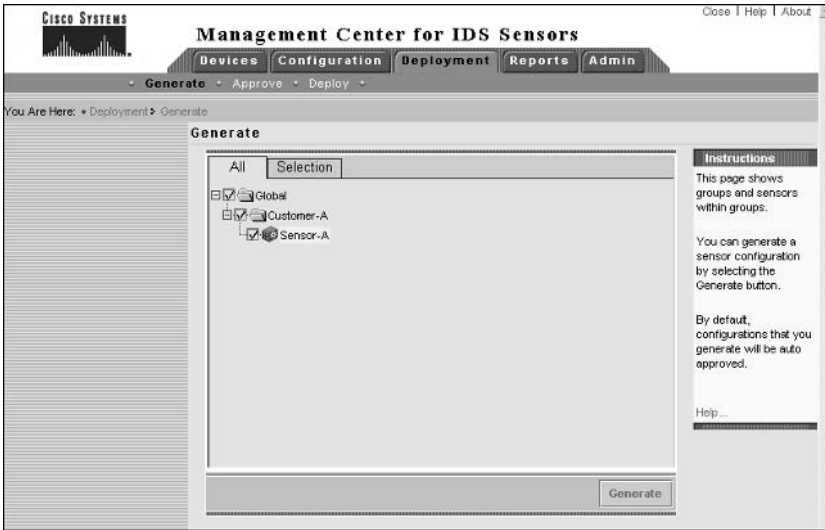 Close | Help | About
CISCO SYSTEMS
Management Center for IDS Sensors
Devices Configuration Deployment Reports Admin
Generate Approve Deploy
You Are Here: • Deployment > Generate
Generate
All Selection
Global
Customer-A
Sensor-A
Generate
Instructions
This page shows
groups and sensors
within groups.
You can generate a
sensor configuration
by selecting the
Generate button.
By default,
configurations that you
generate will be auto
approved.
Help...